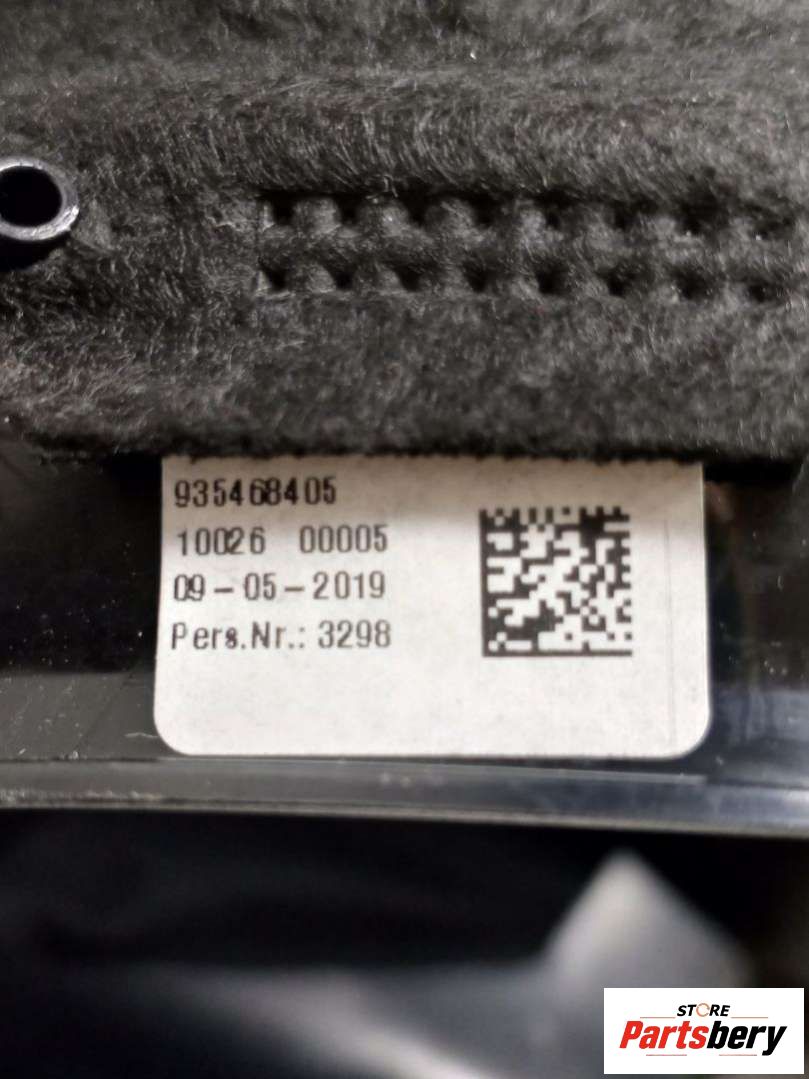 935468405
10026 00005
09-05-2019
Pers.Nr.: 3298
STORE
Partsbery